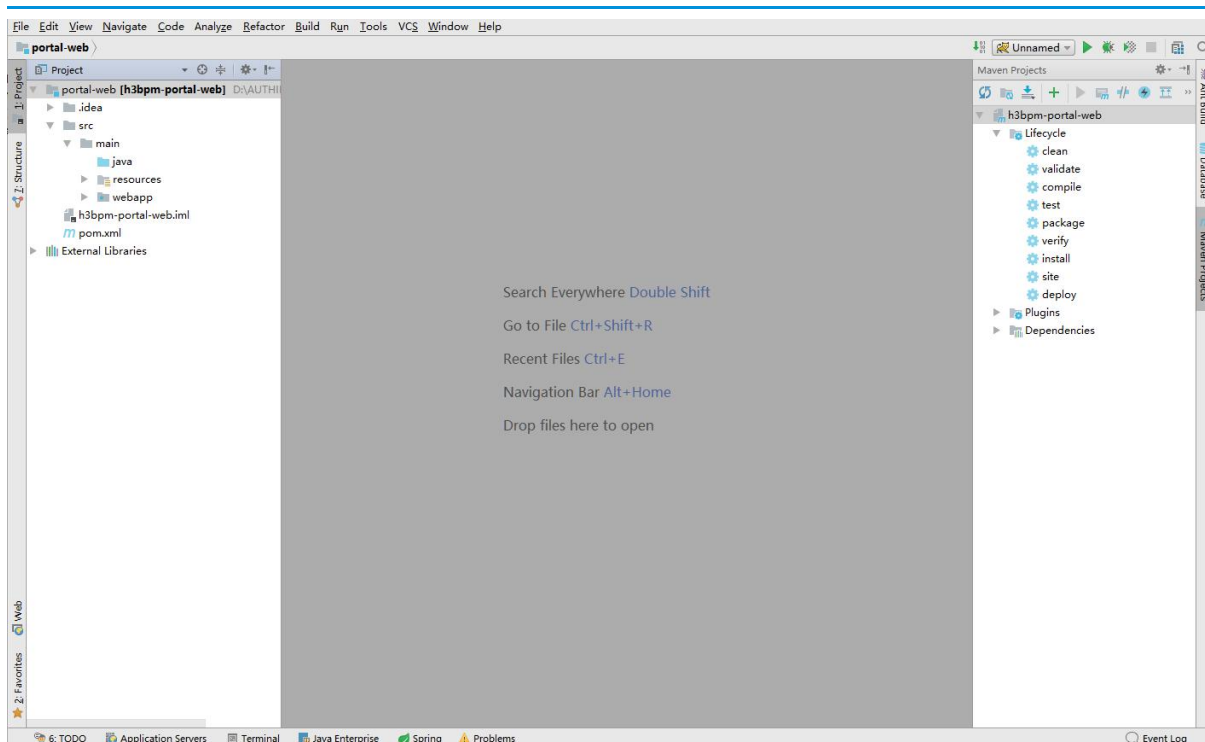 File Edit View Navigate Code Analyze Refactor Build Run Tools VCS Window Help
portal-web
Unnamed
1: Project
Z: Structure
Web
2: Favorites
Project
portal-web [h3bpm-portal-web] D:\AUTHI
.idea
src
main
java
resources
webapp
h3bpm-portal-web.iml
pom.xml
External Libraries
Search Everywhere Double Shift
Go to File Ctrl+Shift+R
Recent Files Ctrl+E
Navigation Bar Alt+Home
Drop files here to open
Maven Projects
h3bpm-portal-web
Lifecycle
clean
validate
compile
test
package
verify
install
site
deploy
Plugins
Dependencies
Ant Build
Database
Maven Projects
6: TODO Application Servers Terminal Java Enterprise Spring Problems Event Log